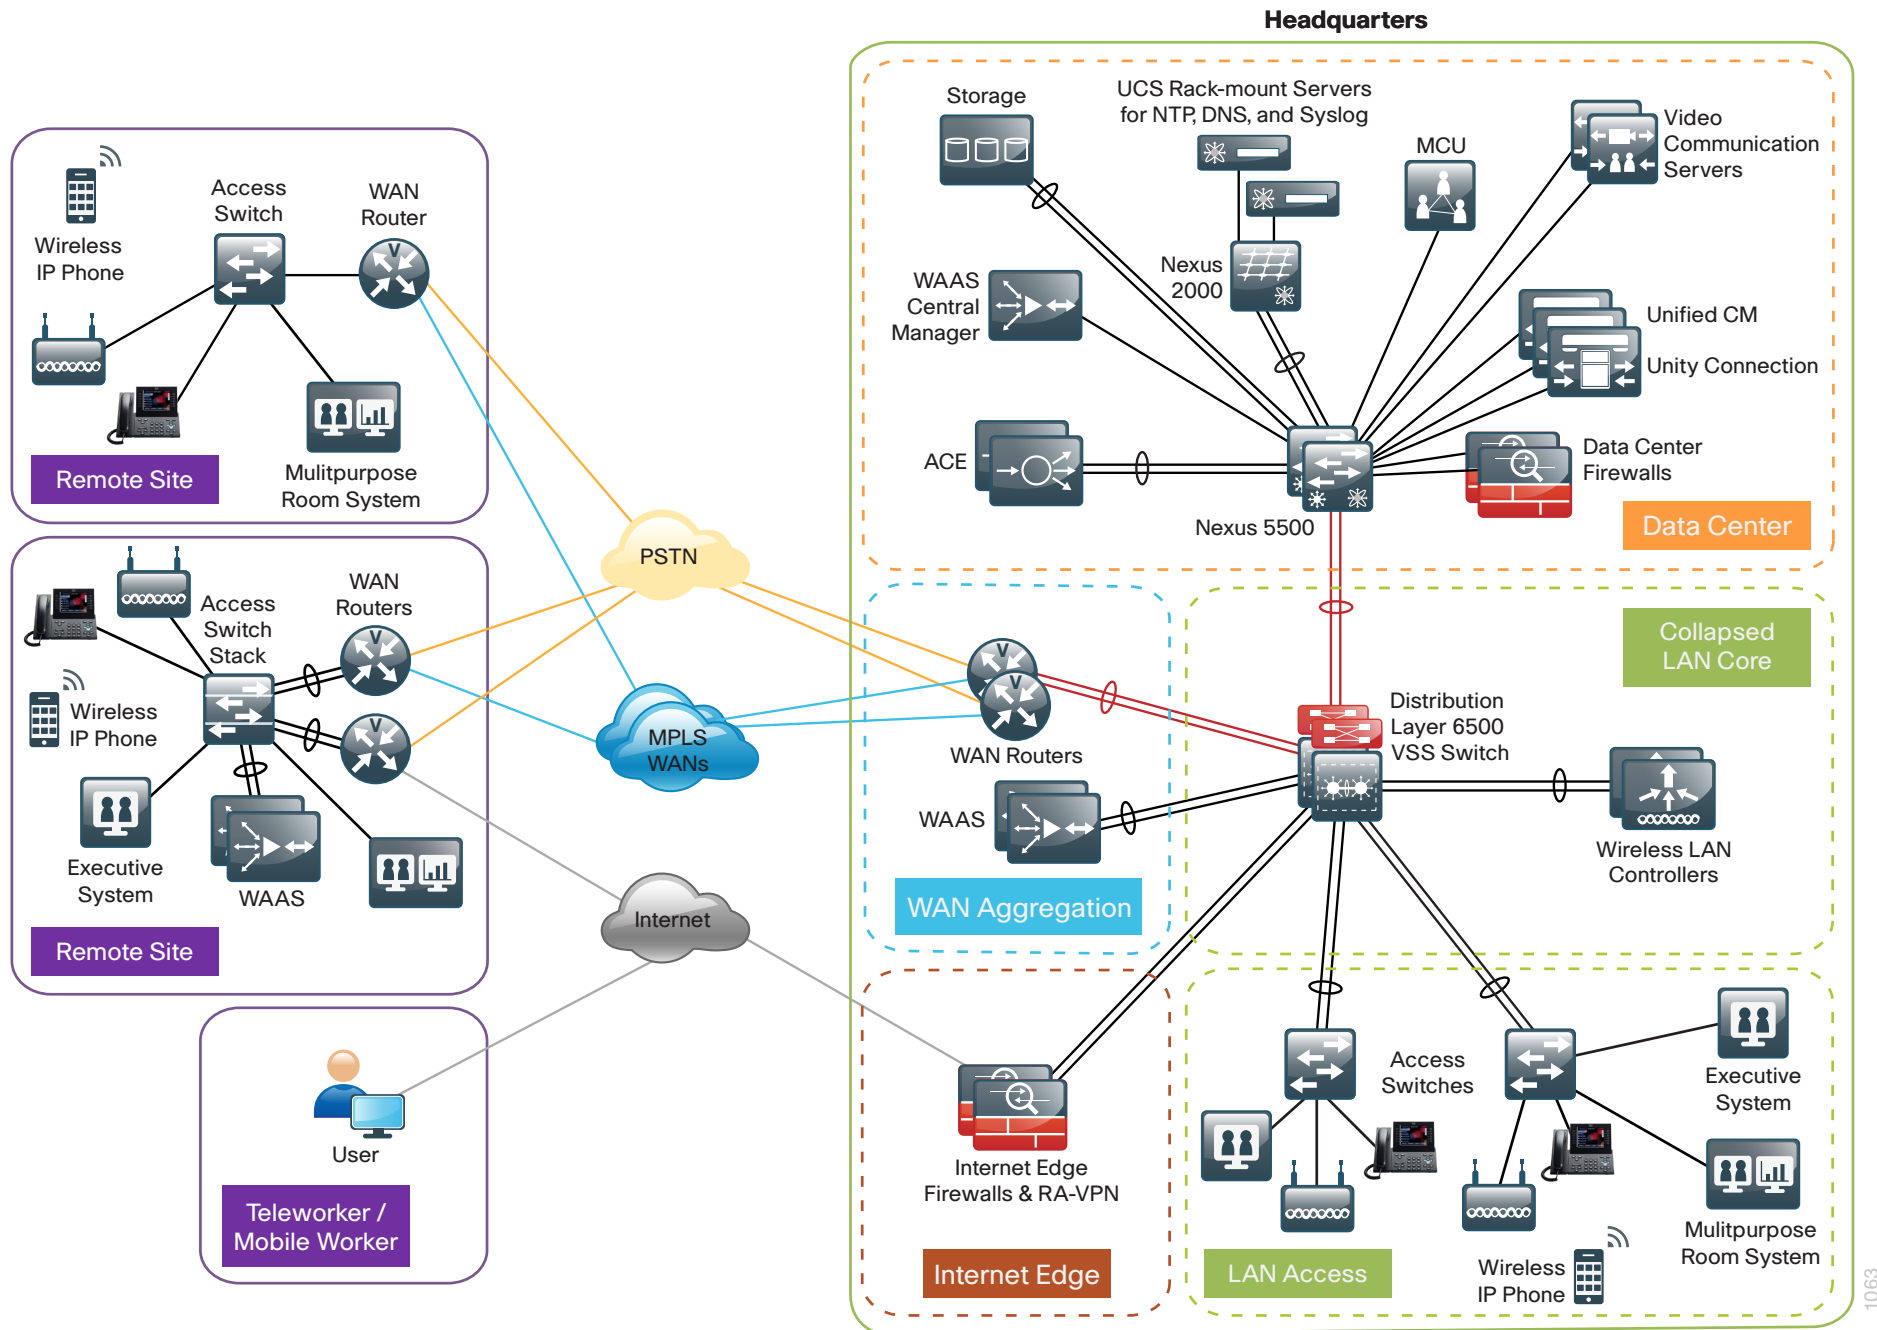 Headquarters
Storage
UCS Rack-mount Servers
for NTP, DNS, and Syslog
MCU
Video
Communication
Servers
Nexus
2000
WAAS
Central
Manager
Unified CM
Unity Connection
ACE
Data Center
Firewalls
Nexus 5500
Data Center
Wireless
IP Phone
Access
Switch
WAN
Router
V
Mulitpurpose
Room System
Remote Site
Access
Switch
Stack
WAN
Routers
V
V
Wireless
IP Phone
Executive
System
WAAS
Remote Site
User
Teleworker /
Mobile Worker
PSTN
MPLS
WANs
Internet
V
V
WAN Routers
WAAS
WAN Aggregation
Collapsed
LAN Core
Distribution
Layer 6500
VSS Switch
Wireless LAN
Controllers
Internet Edge
Firewalls & RA-VPN
Internet Edge
Access
Switches
Executive
System
Mulitpurpose
Room System
Wireless
IP Phone
LAN Access
1063